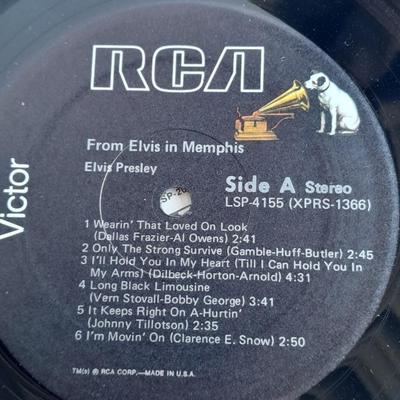 RCA
Victor
From Elvis in Memphis
Elvis Presley
Side A Stereo
LSP-4155 (XPRS-1366)
1 Wearin' That Loved On Look
(Dallas Frazier-Al Owens) 2:41
2 Only The Strong Survive (Gamble-Huff-Butler) 2:45
3 I'll Hold You In My Heart (Till I Can Hold You In
My Arms) (Dilbeck-Horton-Arnold) 4:31
4 Long Black Limousine
(Vern Stovall-Bobby George) 3:41
5 It Keeps Right On A-Hurtin'
(Johnny Tillotson) 2:35
6 I'm Movin' On (Clarence E. Snow) 2:50
TM(s) ® RCA CORP.—MADE IN U.S.A.